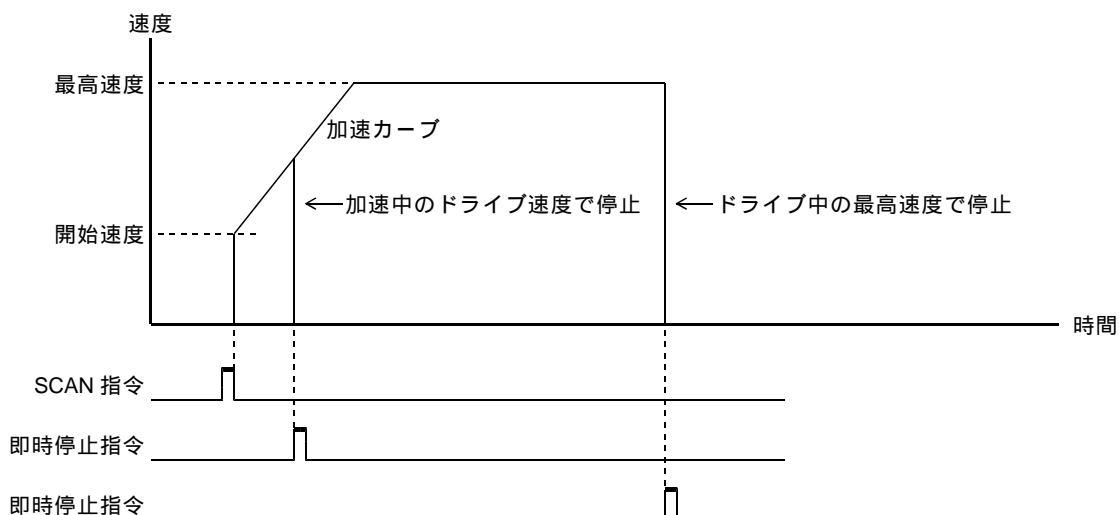 速度
最高速度
加速カーブ
←加速中のドライブ速度で停止
←ドライブ中の最高速度で停止
開始速度
時間
SCAN 指令
即時停止指令
即時停止指令